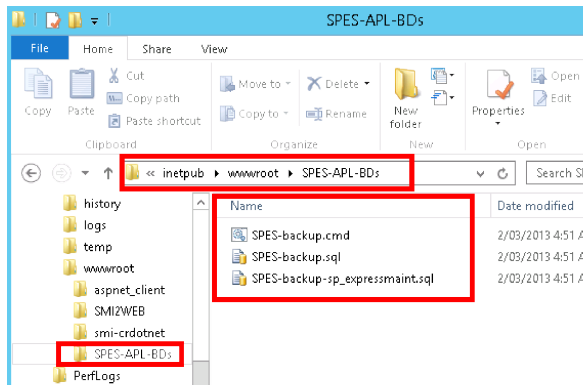 SPES-APL-BDs
File Home Share View
Copy
Paste
Cut
Copy path
Paste shortcut
Clipboard
Move to
Copy to
Delete
Rename
Organize
New
folder
New
Properties
Open
Edit
Open
« inetpub wwwroot SPES-APL-BDs
Search S
history
logs
temp
wwwroot
aspnet_client
SMI2WEB
smi-crdotnet
SPES-APL-BDs
PerfLogs
Name Date modified
SPES-backup.cmd 2/03/2013 4:51 A
SPES-backup.sql 2/03/2013 4:51 A
SPES-backup-sp_expressmaint.sql 2/03/2013 4:51 A